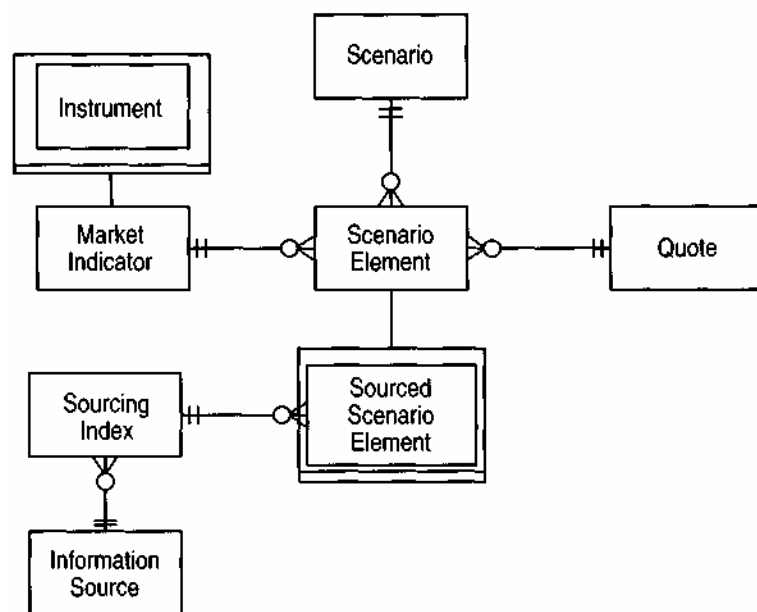 Scenario
Instrument
Market
Indicator
Scenario
Element
Quote
Sourcing
Index
Sourced
Scenario
Element
Information
Source